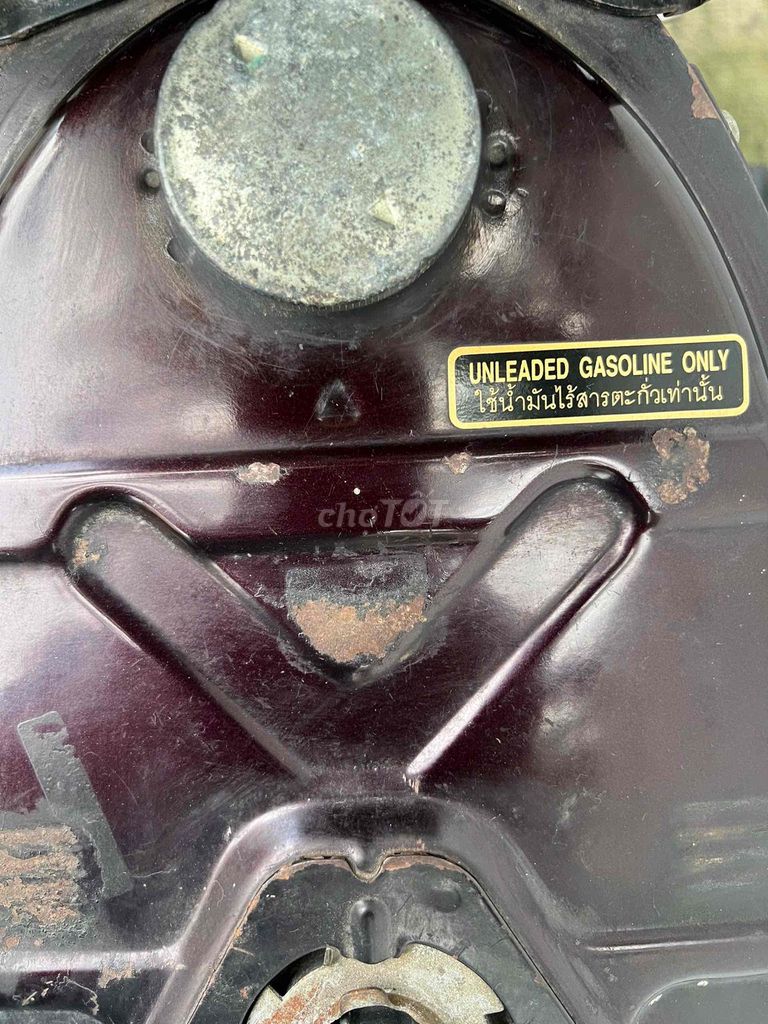 UNLEADED GASOLINE ONLY
ใช้น้ำมันไร้สารตะกั่วเท่านั้น
chợTỐT